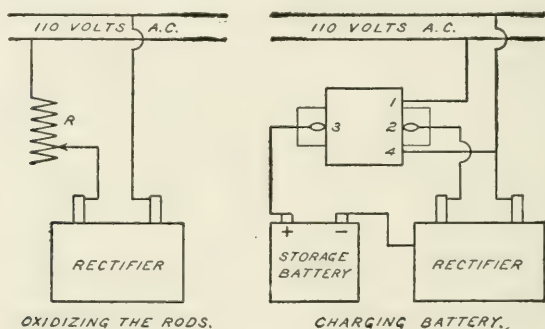 110 VOLTS A.C.
R
RECTIFIER
OXIDIZING THE RODS.
110 VOLTS A.C.
1
3
2
4
+ -
STORAGE
BATTERY
RECTIFIER
CHARGING BATTERY.